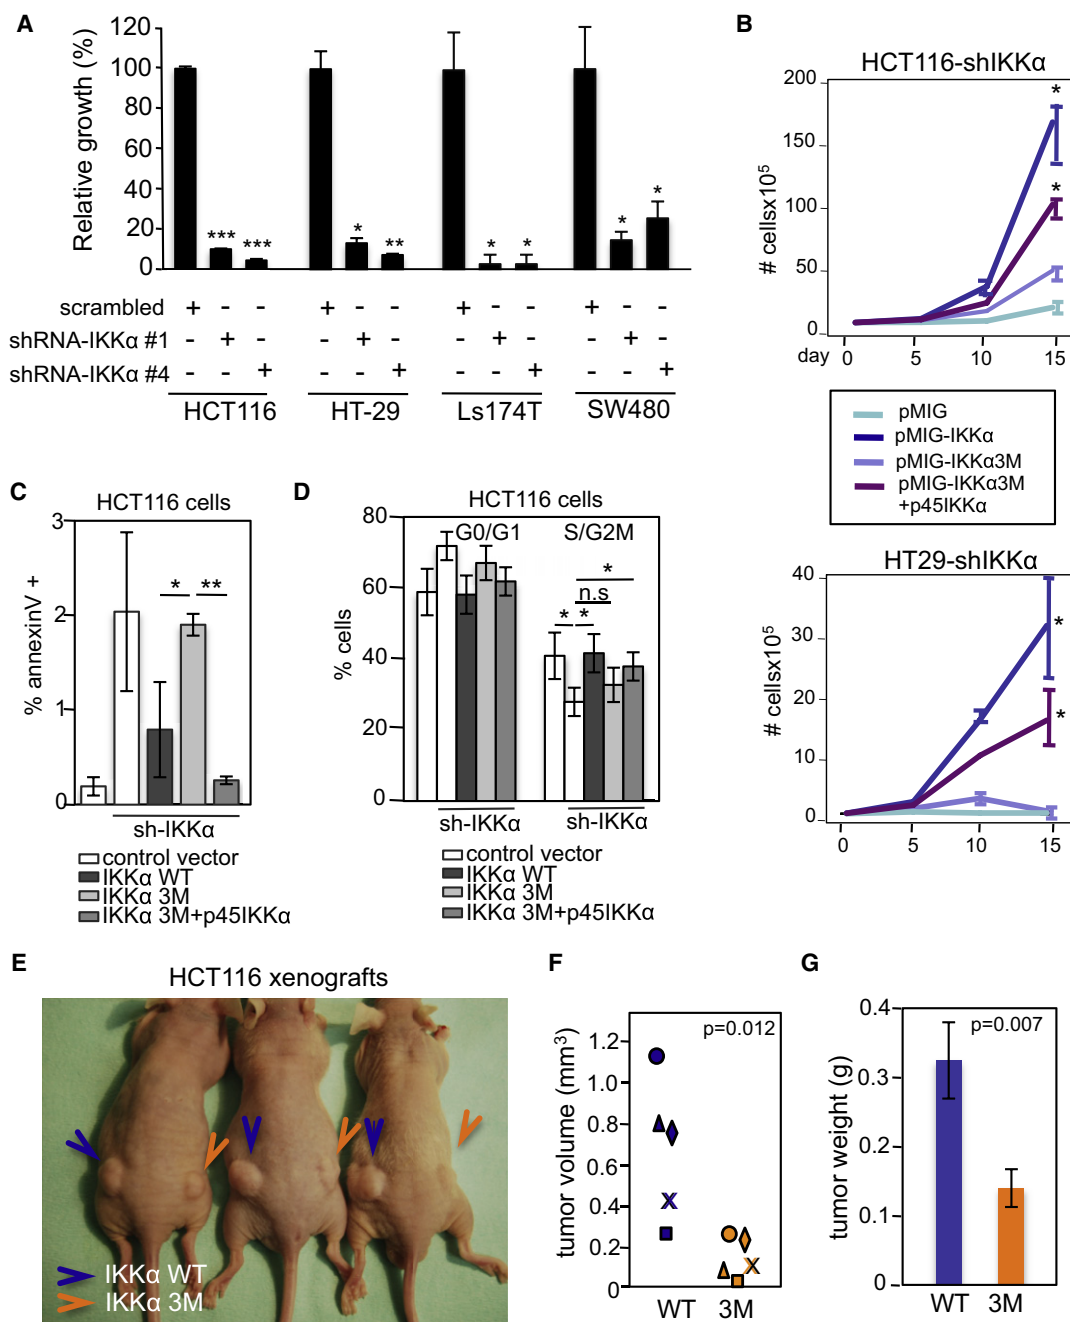 A
Relative growth (%)
120
100
80
60
40
20
0
*** *** * ** * * * *
scrambled + - - + - - + - - + - -
shRNA-IKKα #1 - + - - + - - + - - + -
shRNA-IKKα #4 - - + - - + - - + - - +
HCT116 HT-29 Ls174T SW480
B
HCT116-shIKKα
# cellsx10⁵
200
150
100
50
0
*
*
day 0 5 10 15
pMIG
pMIG-IKKα
pMIG-IKKα3M
pMIG-IKKα3M
+p45IKKα
HT29-shIKKα
# cellsx10⁵
40
30
20
10
0
*
*
0 5 10 15
C
HCT116 cells
% annexinV +
3
2
1
0
* **
sh-IKKα
control vector
IKKα WT
IKKα 3M
IKKα 3M+p45IKKα
D
HCT116 cells
% cells
80
60
40
20
0
G0/G1 S/G2M
*
n.s
* *
sh-IKKα sh-IKKα
control vector
IKKα WT
IKKα 3M
IKKα 3M+p45IKKα
E
HCT116 xenografts
IKKα WT
IKKα 3M
F
tumor volume (mm³)
1.2
1.0
0.8
0.6
0.4
0.2
0
p=0.012
WT 3M
G
tumor weight (g)
0.4
0.3
0.2
0.1
0
p=0.007
WT 3M